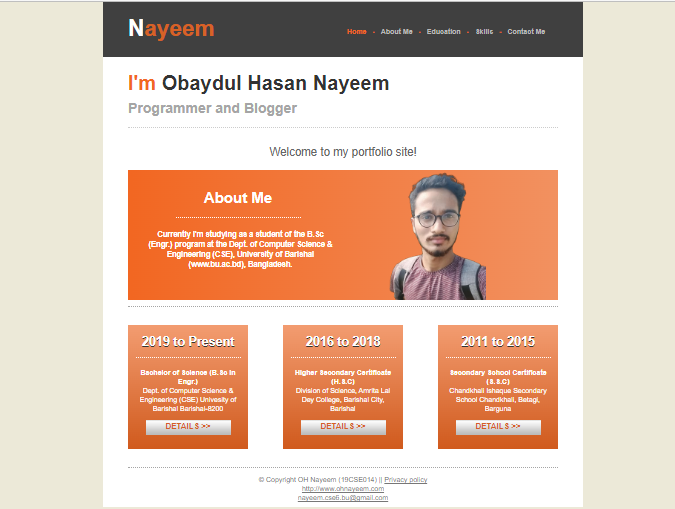 Nayeem
Home - About Me - Education - Skills - Contact Me
I'm Obaydul Hasan Nayeem
Programmer and Blogger
Welcome to my portfolio site!
About Me
Currently I'm studying as a student of the B.Sc
(Engr.) program at the Dept. of Computer Science &
Engineering (CSE), University of Barishal
(www.bu.ac.bd), Bangladesh.
2019 to Present
Bachelor of Science (B.Sc in
Engr.)
Dept. of Computer Science &
Engineering (CSE) Univesity of
Barishal Barishal-8200
DETAILS >>
2016 to 2018
Higher Secondary Certificate
(H.S.C)
Division of Science, Amrita Lal
Dey College, Barishal City,
Barishal
DETAILS >>
2011 to 2015
Secondary School Certificate
(S.S.C)
Chandkhali Ishaque Secondary
School Chandkhali, Betagi,
Barguna
DETAILS >>
© Copyright OH Nayeem (19CSE014) || Privacy policy
http://www.ohnayeem.com
nayeem.cse6.bu@gmail.com